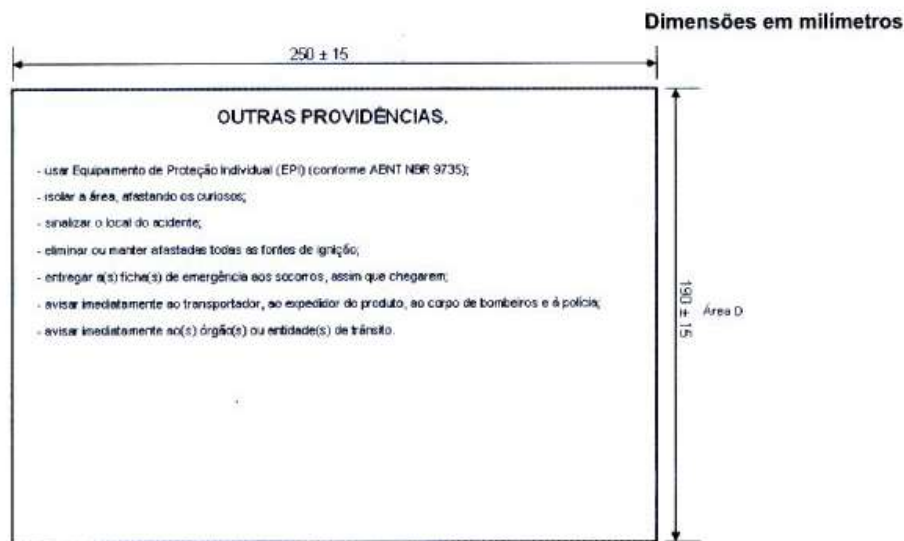 Dimensões em milímetros
250 ± 15
OUTRAS PROVIDÊNCIAS.
- usar Equipamento de Proteção Individual (EPI) (conforme ABNT NBR 9735);
- isolar a área, afastando os curiosos;
- sinalizar o local do acidente;
- eliminar ou manter afastadas todas as fontes de ignição;
- entregar a(s) ficha(s) de emergência aos socorros, assim que chegarem;
- avisar imediatamente ao transportador, ao expedidor do produto, ao corpo de bombeiros e à polícia;
- avisar imediatamente ao(s) órgão(s) ou entidade(s) de trânsito.
190 ± 15
Área D